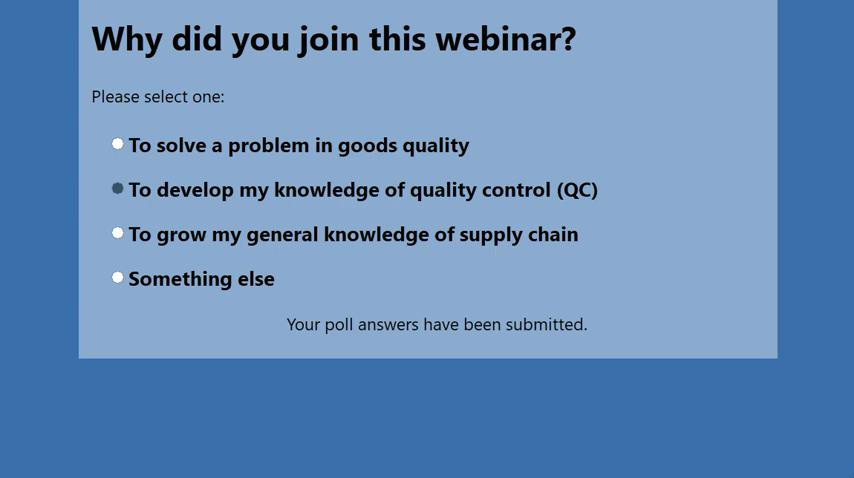 Why did you join this webinar?
Please select one:
To solve a problem in goods quality
To develop my knowledge of quality control (QC)
To grow my general knowledge of supply chain
Something else
Your poll answers have been submitted.